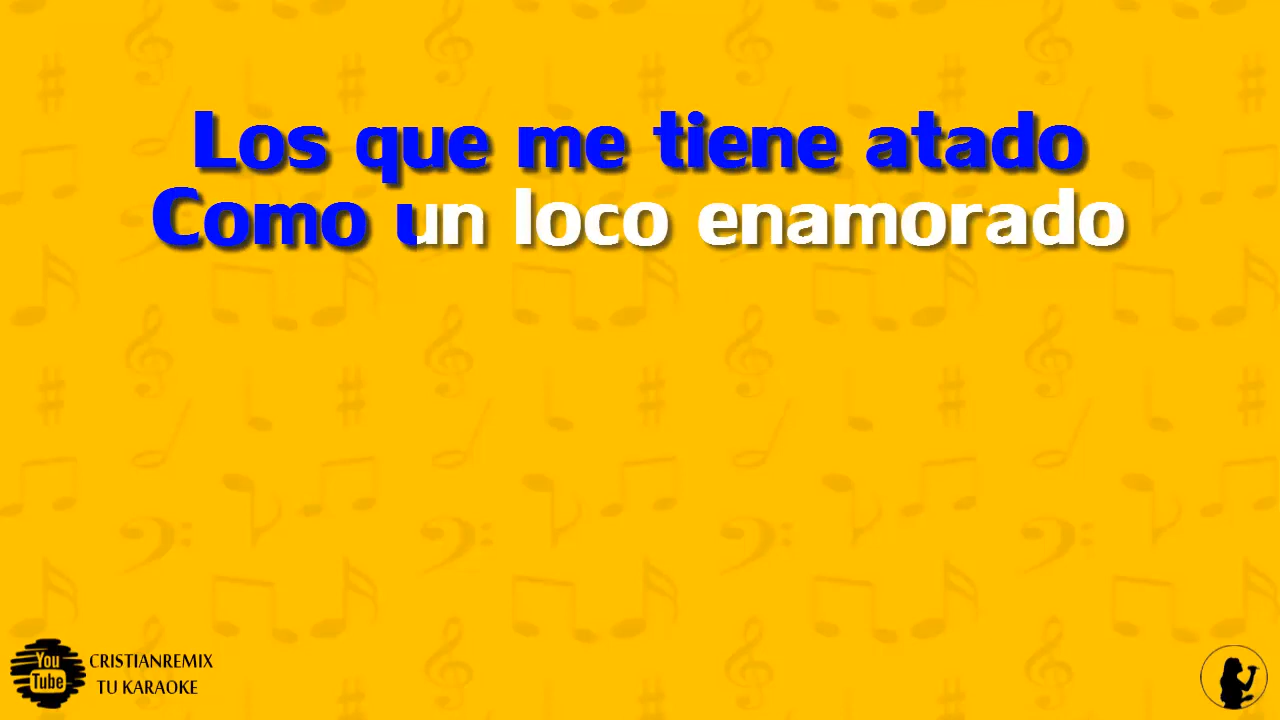 Los que me tiene atado
Como un loco enamorado
You
Tube
CRISTIANREMIX
TU KARAOKE